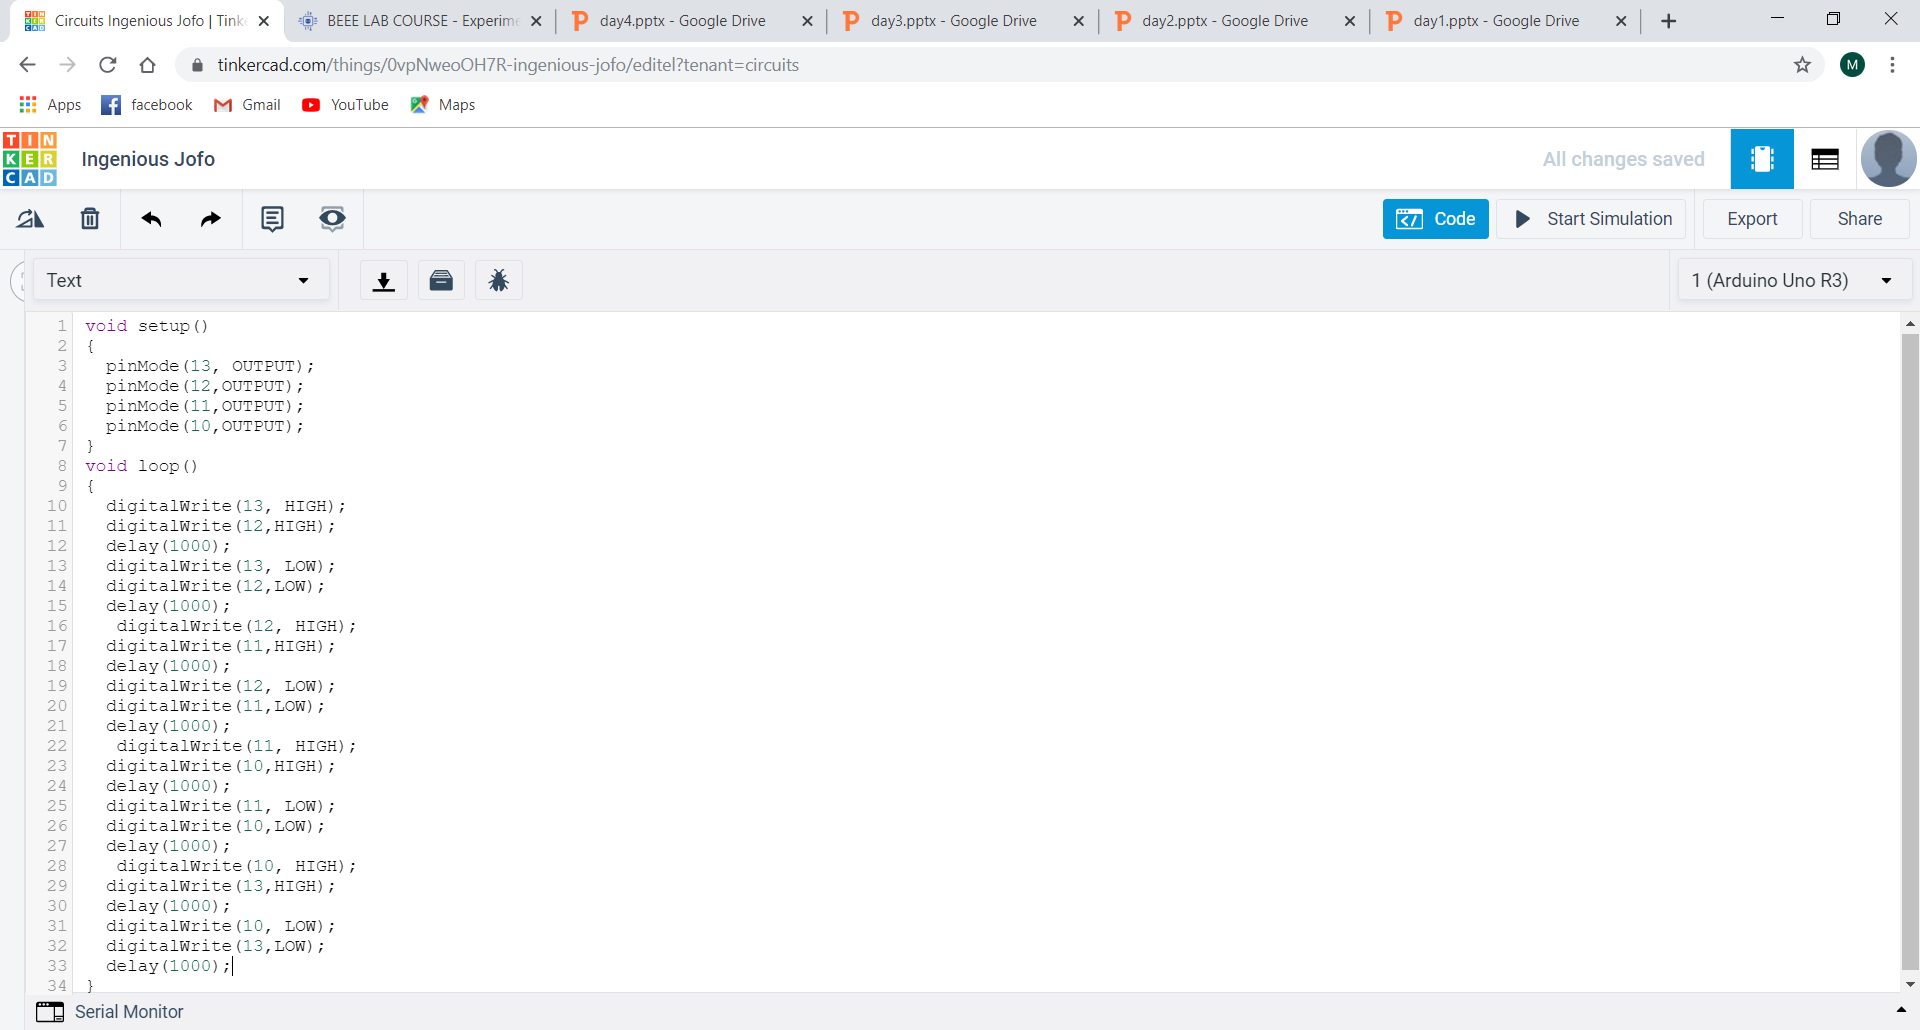 Circuits Ingenious Jofo | Tink
BEEE LAB COURSE - Experime
day4.pptx - Google Drive
day3.pptx - Google Drive
day2.pptx - Google Drive
day1.pptx - Google Drive
tinkercad.com/things/0vpNweoOH7R-ingenious-jofo/editel?tenant=circuits
M
Apps
facebook
Gmail
YouTube
Maps
TIN
KER
CAD
Ingenious Jofo
All changes saved
Code
Start Simulation
Export
Share
Text
1 (Arduino Uno R3)
1 void setup()
2 {
3   pinMode(13, OUTPUT);
4   pinMode(12,OUTPUT);
5   pinMode(11,OUTPUT);
6   pinMode(10,OUTPUT);
7 }
8 void loop()
9 {
10   digitalWrite(13, HIGH);
11   digitalWrite(12,HIGH);
12   delay(1000);
13   digitalWrite(13, LOW);
14   digitalWrite(12,LOW);
15   delay(1000);
16    digitalWrite(12, HIGH);
17   digitalWrite(11,HIGH);
18   delay(1000);
19   digitalWrite(12, LOW);
20   digitalWrite(11,LOW);
21   delay(1000);
22    digitalWrite(11, HIGH);
23   digitalWrite(10,HIGH);
24   delay(1000);
25   digitalWrite(11, LOW);
26   digitalWrite(10,LOW);
27   delay(1000);
28    digitalWrite(10, HIGH);
29   digitalWrite(13,HIGH);
30   delay(1000);
31   digitalWrite(10, LOW);
32   digitalWrite(13,LOW);
33   delay(1000);
34 }
Serial Monitor